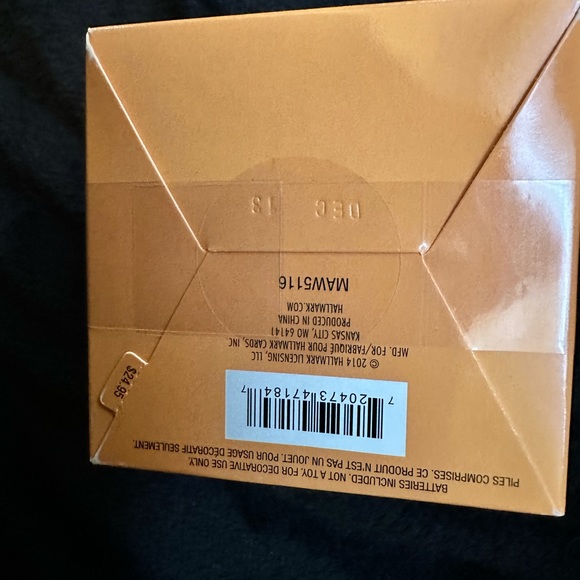 BATTERIES INCLUDED. NOT A TOY. FOR DECORATIVE USE ONLY.
PILES COMPRISES. CE PRODUIT N'EST PAS UN JOUET. POUR USAGE DÉCORATIF SEULEMENT.
7 20473 47184 7
$24.95
© 2014 HALLMARK LICENSING, LLC
MFD. FOR/FABRIQUÉ POUR HALLMARK CARDS, INC
KANSAS CITY, MO 64141
PRODUCED IN CHINA
HALLMARK.COM
MAW5116
DEC 13